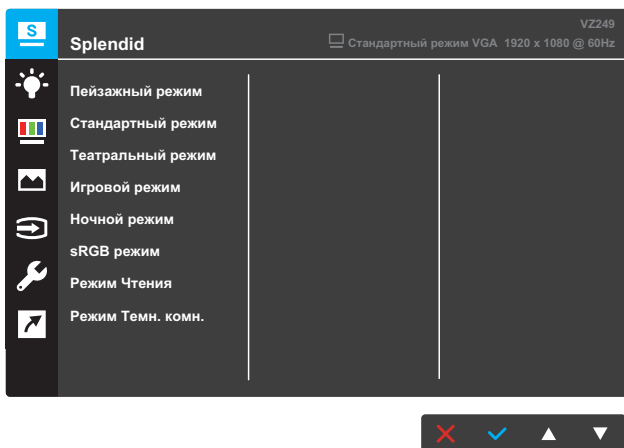 S
VZ249
Splendid
Стандартный режим VGA 1920 x 1080 @ 60Hz
Пейзажный режим
Стандартный режим
Театральный режим
Игровой режим
Ночной режим
sRGB режим
Режим Чтения
Режим Темн. комн.